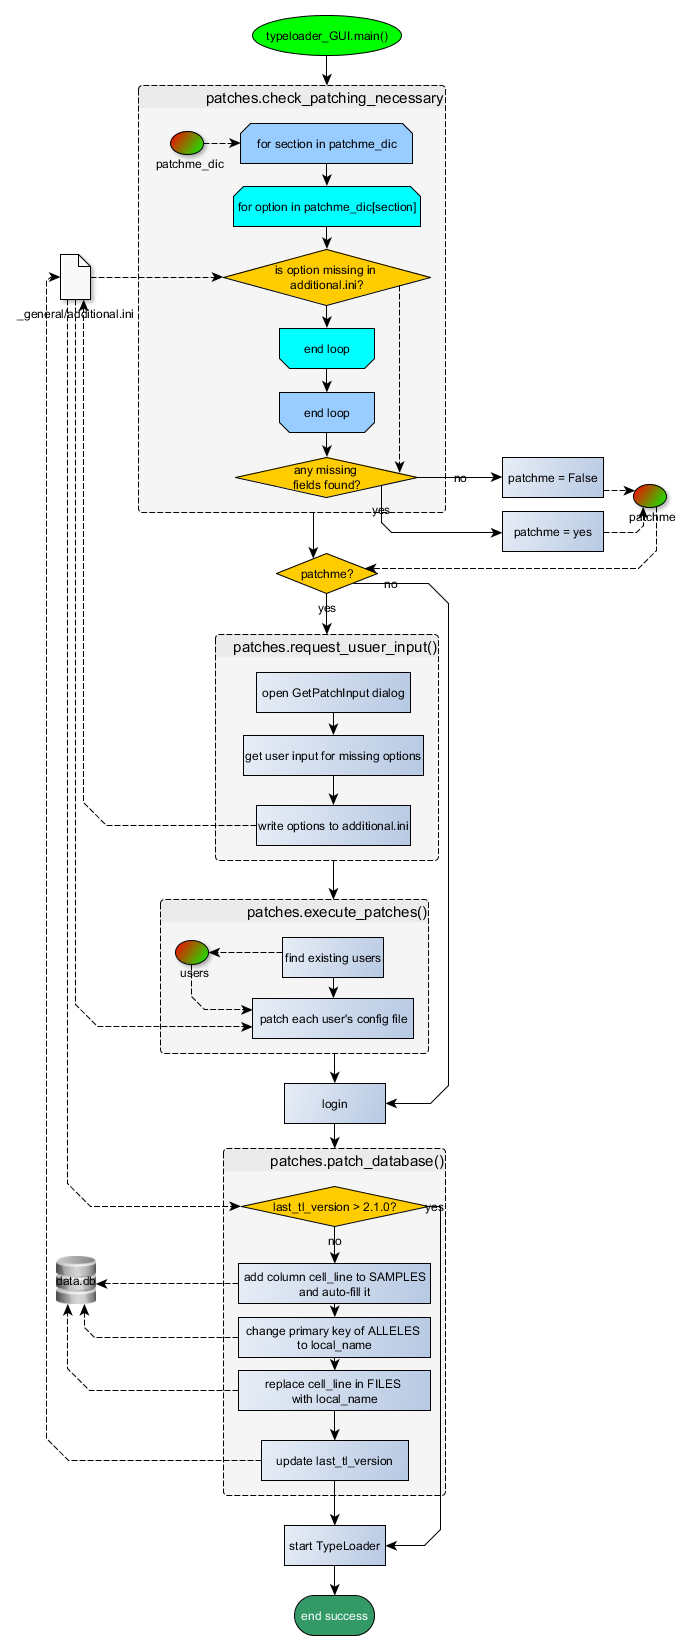 typeloader_GUI.main()
patches.check_patching_necessary
for section in patchme_dic
patchme_dic
for option in patchme_dic[section]
is option missing in
additional.ini?
_general/additional.ini
end loop
end loop
any missing
fields found?
no
patchme = False
yes
patchme
patchme = yes
patchme?
no
yes
patches.request_usuer_input()
open GetPatchInput dialog
get user input for missing options
write options to additional.ini
patches.execute_patches()
find existing users
users
patch each user's config file
login
patches.patch_database()
last_tl_version > 2.1.0?
yes
no
add column cell_line to SAMPLES
and auto-fill it
data.db
change primary key of ALLELES
to local_name
replace cell_line in FILES
with local_name
update last_tl_version
start TypeLoader
end success